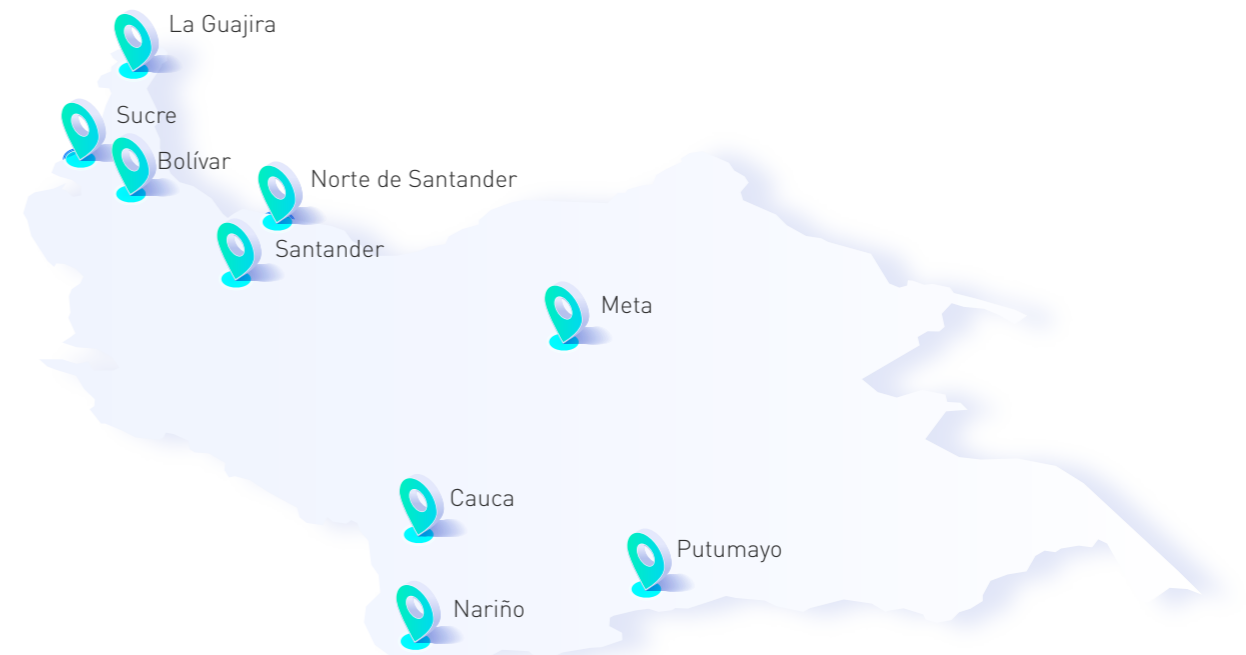 La Guajira
Sucre
Bolívar
Norte de Santander
Santander
Meta
Cauca
Putumayo
Nariño